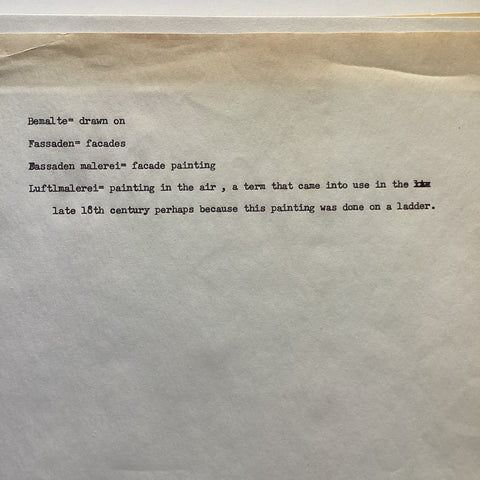 Bemalte= drawn on
Fassaden= facades
Fassaden malerei= facade painting
Luftlmalerei= painting in the air , a term that came into use in the
late 18th century perhaps because this painting was done on a ladder.